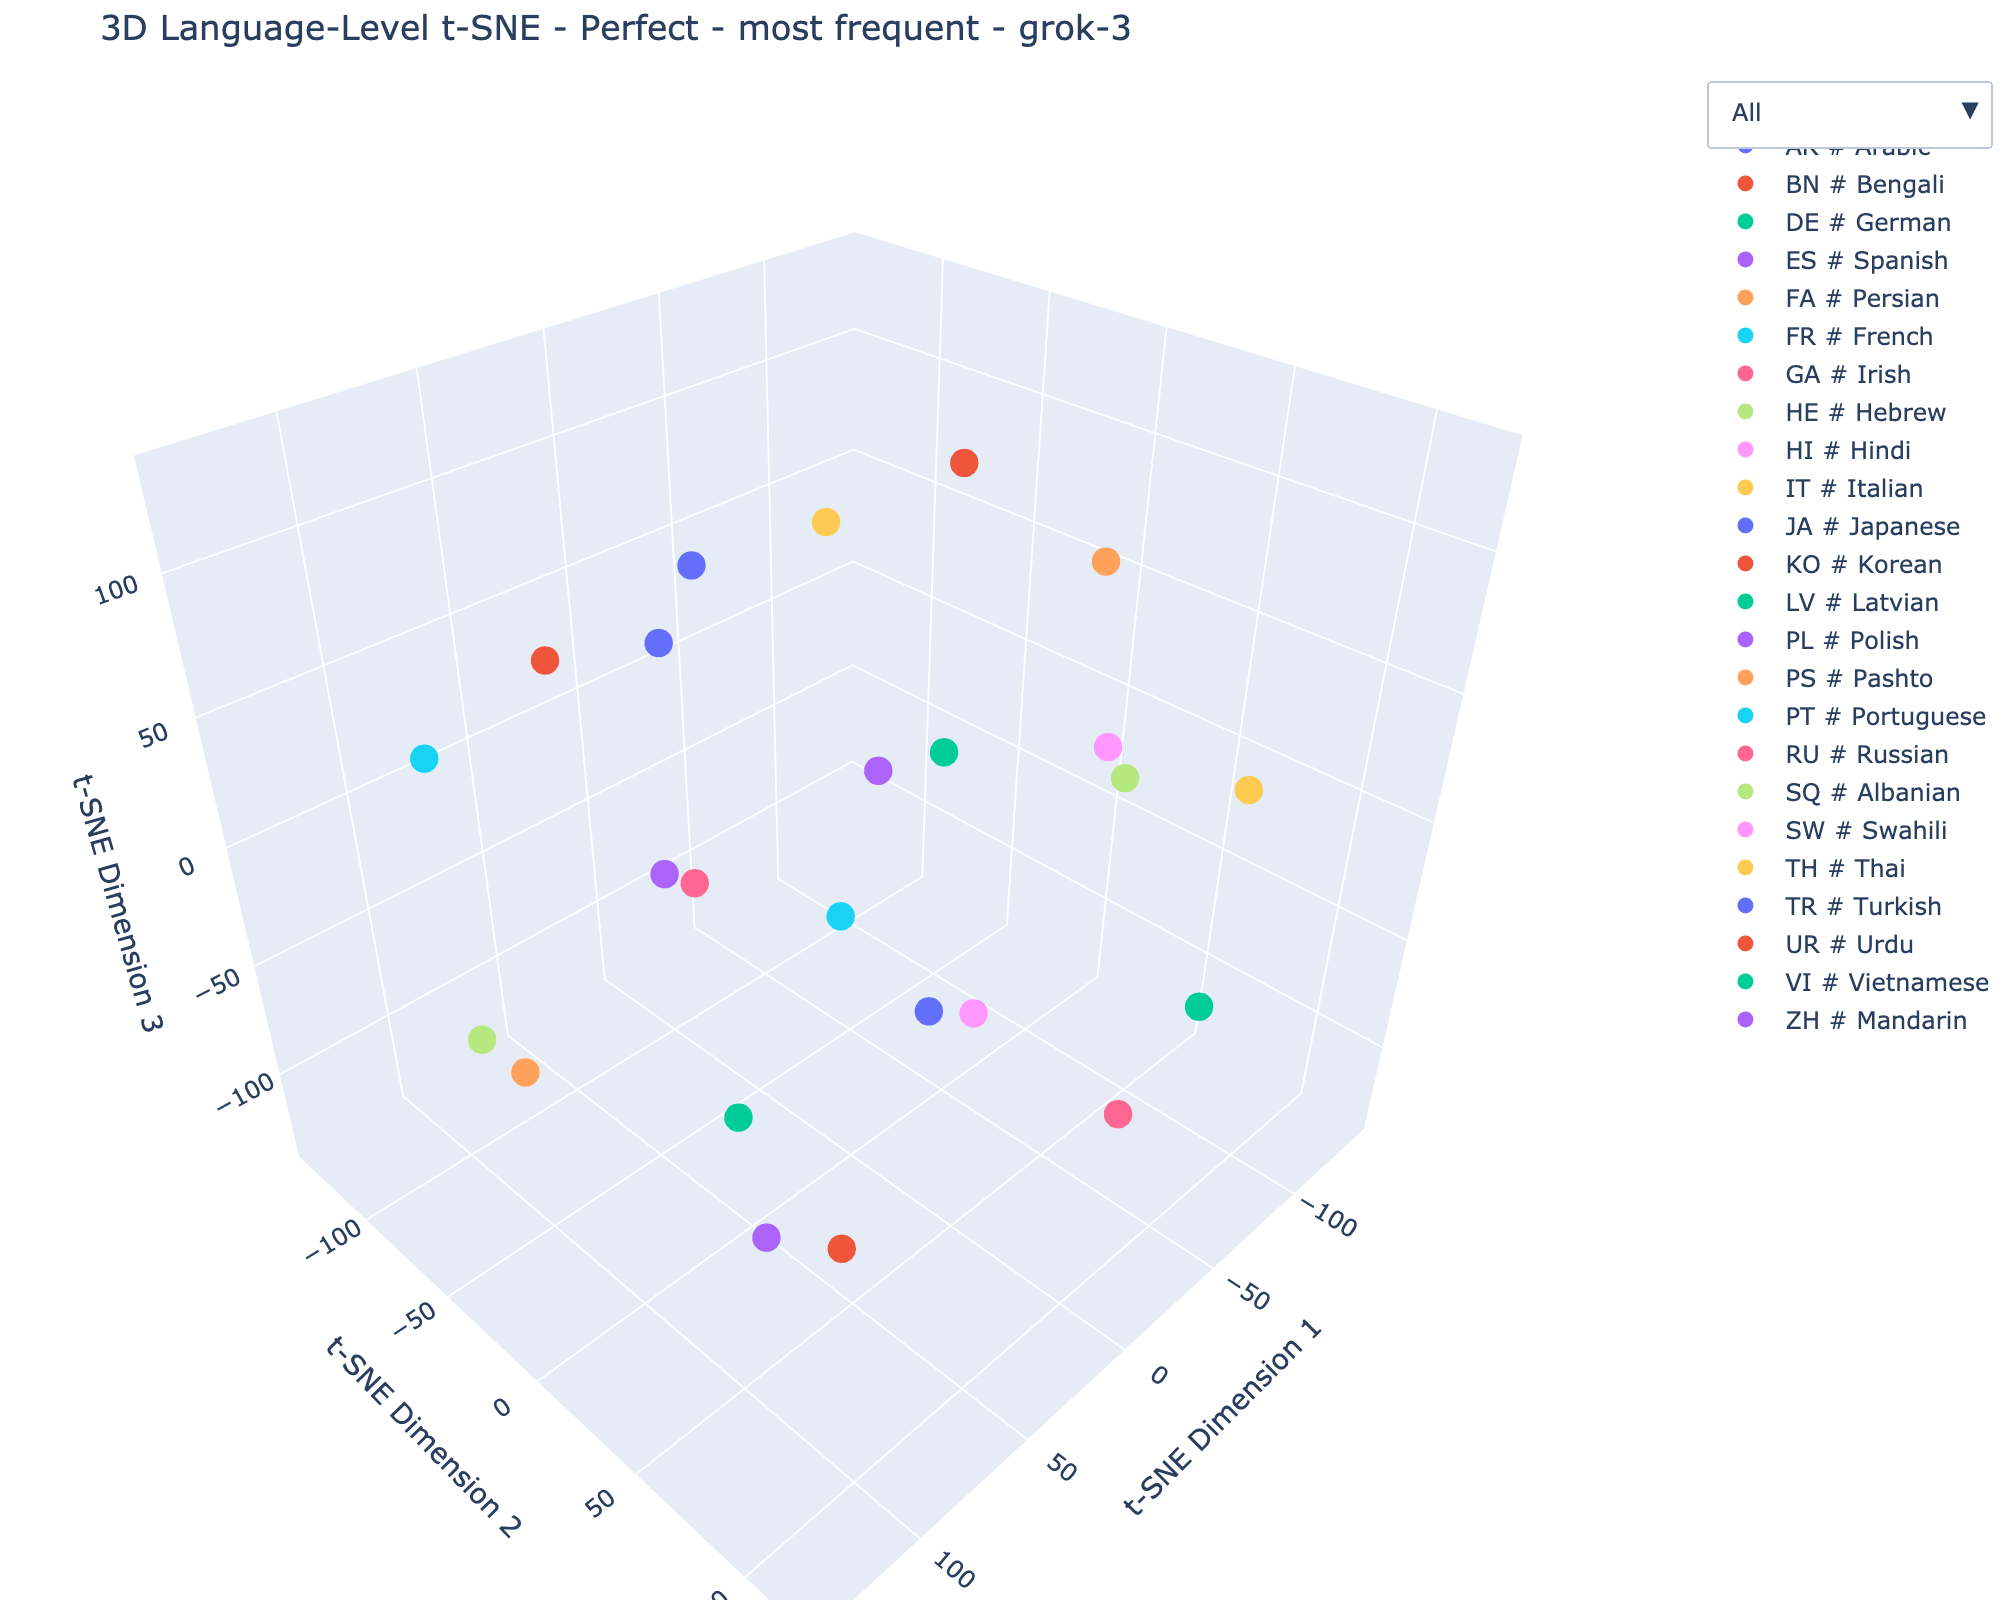 3D Language-Level t-SNE - Perfect - most frequent - grok-3
All
▼
BN # Bengali
DE # German
ES # Spanish
FA # Persian
FR # French
GA # Irish
HE # Hebrew
HI # Hindi
IT # Italian
JA # Japanese
KO # Korean
LV # Latvian
PL # Polish
PS # Pashto
PT # Portuguese
RU # Russian
SQ # Albanian
SW # Swahili
TH # Thai
TR # Turkish
UR # Urdu
VI # Vietnamese
ZH # Mandarin
100
50
0
−50
−100
t-SNE Dimension 3
−100
−50
0
50
t-SNE Dimension 2
−100
−50
0
50
100
t-SNE Dimension 1